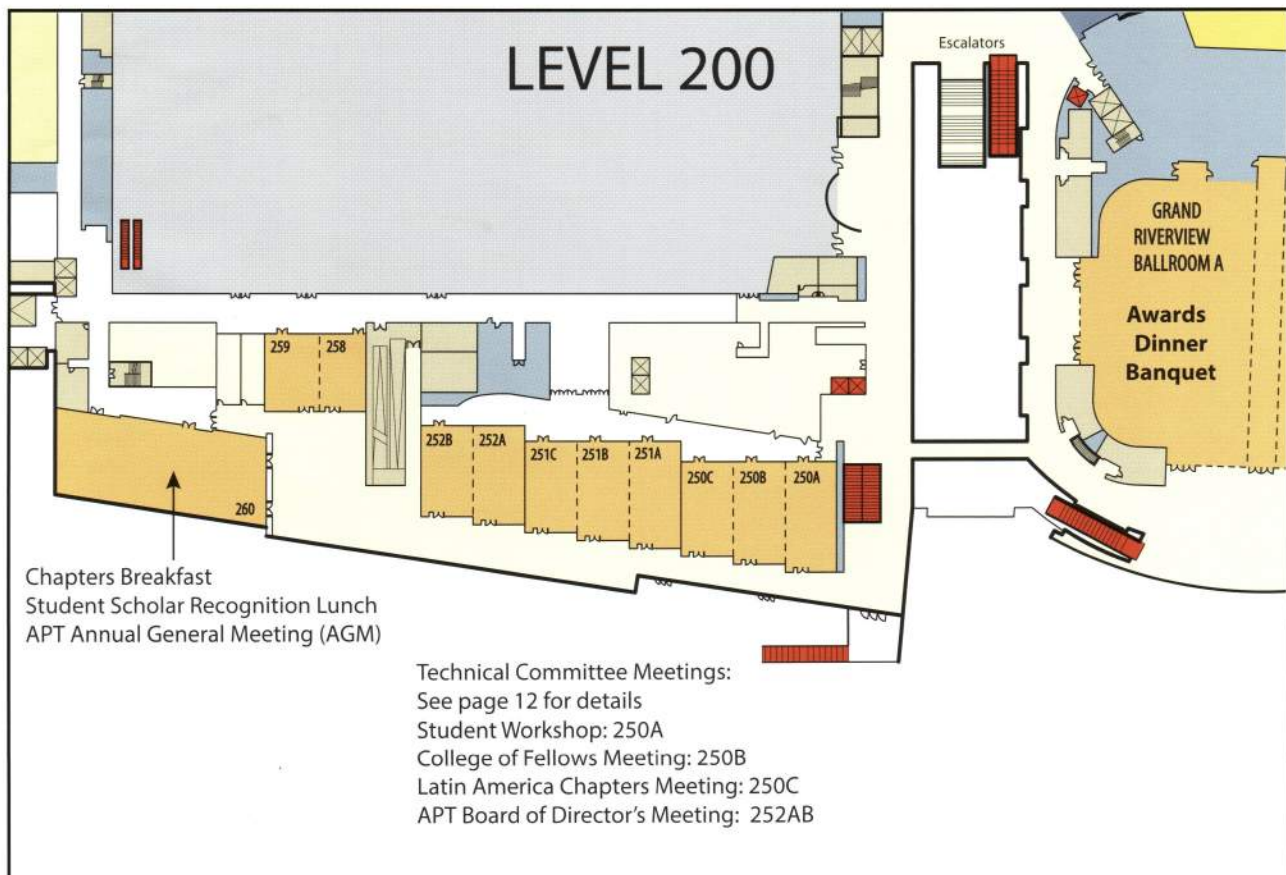 LEVEL 200
Escalators
GRAND
RIVERVIEW
BALLROOM A
Awards
Dinner
Banquet
259
258
252B
252A
251C
251B
251A
250C
250B
250A
260
Chapters Breakfast
Student Scholar Recognition Lunch
APT Annual General Meeting (AGM)
Technical Committee Meetings:
See page 12 for details
Student Workshop: 250A
College of Fellows Meeting: 250B
Latin America Chapters Meeting: 250C
APT Board of Director's Meeting: 252AB